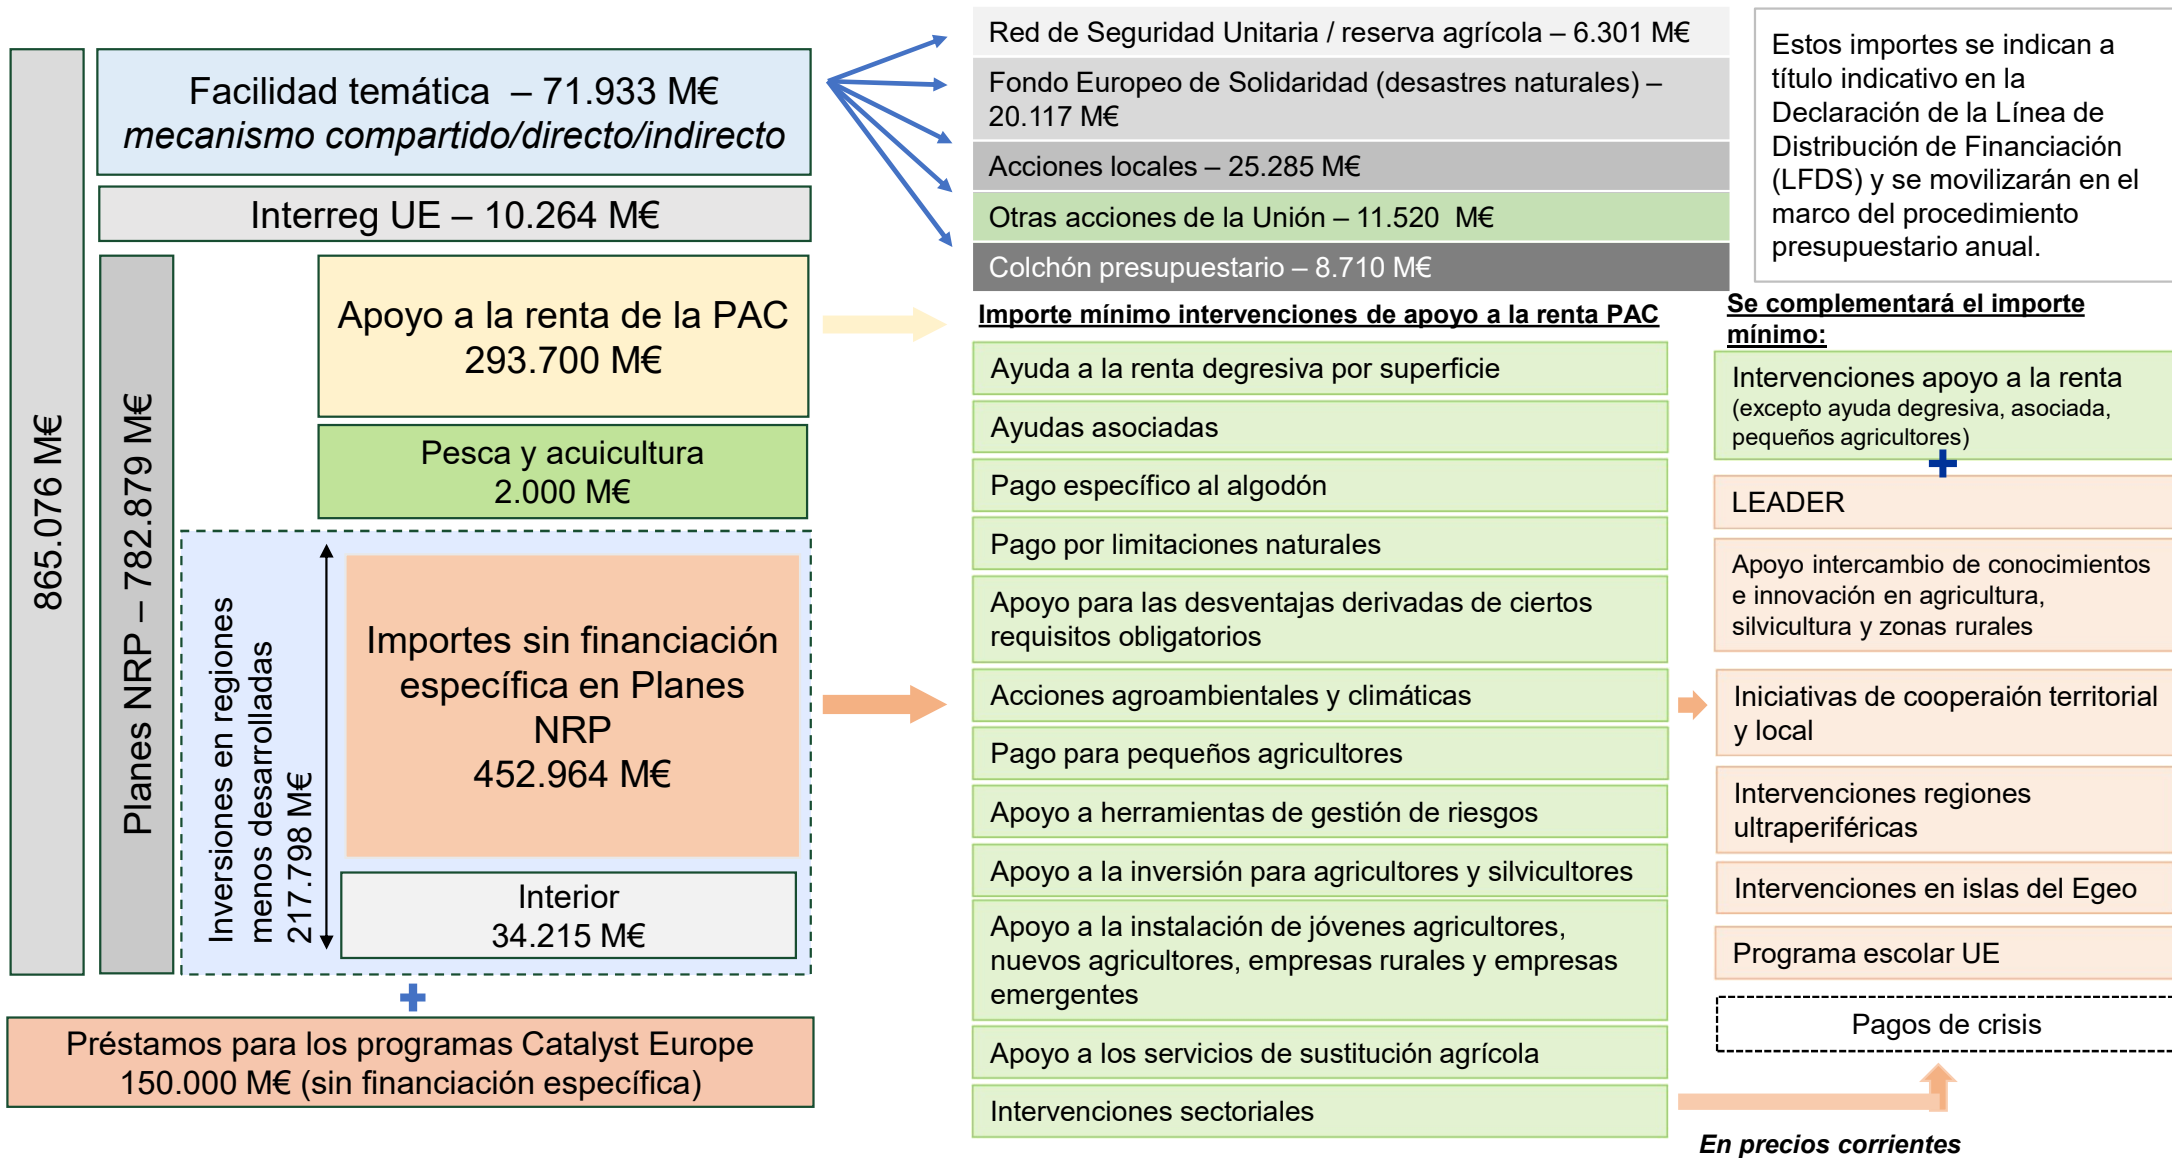 865.076 M€
Facilidad temática – 71.933 M€
mecanismo compartido/directo/indirecto
Interreg UE – 10.264 M€
Planes NRP – 782.879 M€
Apoyo a la renta de la PAC
293.700 M€
Pesca y acuicultura
2.000 M€
Inversiones en regiones
menos desarrolladas
217.798 M€
Importes sin financiación
específica en Planes
NRP
452.964 M€
Interior
34.215 M€
Préstamos para los programas Catalyst Europe
150.000 M€ (sin financiación específica)
Red de Seguridad Unitaria / reserva agrícola – 6.301 M€
Fondo Europeo de Solidaridad (desastres naturales) –
20.117 M€
Acciones locales – 25.285 M€
Otras acciones de la Unión – 11.520 M€
Colchón presupuestario – 8.710 M€
Importe mínimo intervenciones de apoyo a la renta PAC
Ayuda a la renta degresiva por superficie
Ayudas asociadas
Pago específico al algodón
Pago por limitaciones naturales
Apoyo para las desventajas derivadas de ciertos
requisitos obligatorios
Acciones agroambientales y climáticas
Pago para pequeños agricultores
Apoyo a herramientas de gestión de riesgos
Apoyo a la inversión para agricultores y silvicultores
Apoyo a la instalación de jóvenes agricultores,
nuevos agricultores, empresas rurales y empresas
emergentes
Apoyo a los servicios de sustitución agrícola
Intervenciones sectoriales
Estos importes se indican a
título indicativo en la
Declaración de la Línea de
Distribución de Financiación
(LFDS) y se movilizarán en el
marco del procedimiento
presupuestario anual.
Se complementará el importe
mínimo:
Intervenciones apoyo a la renta
(excepto ayuda degresiva, asociada,
pequeños agricultores)
LEADER
Apoyo intercambio de conocimientos
e innovación en agricultura,
silvicultura y zonas rurales
Iniciativas de cooperaión territorial
y local
Intervenciones regiones
ultraperiféricas
Intervenciones en islas del Egeo
Programa escolar UE
Pagos de crisis
En precios corrientes